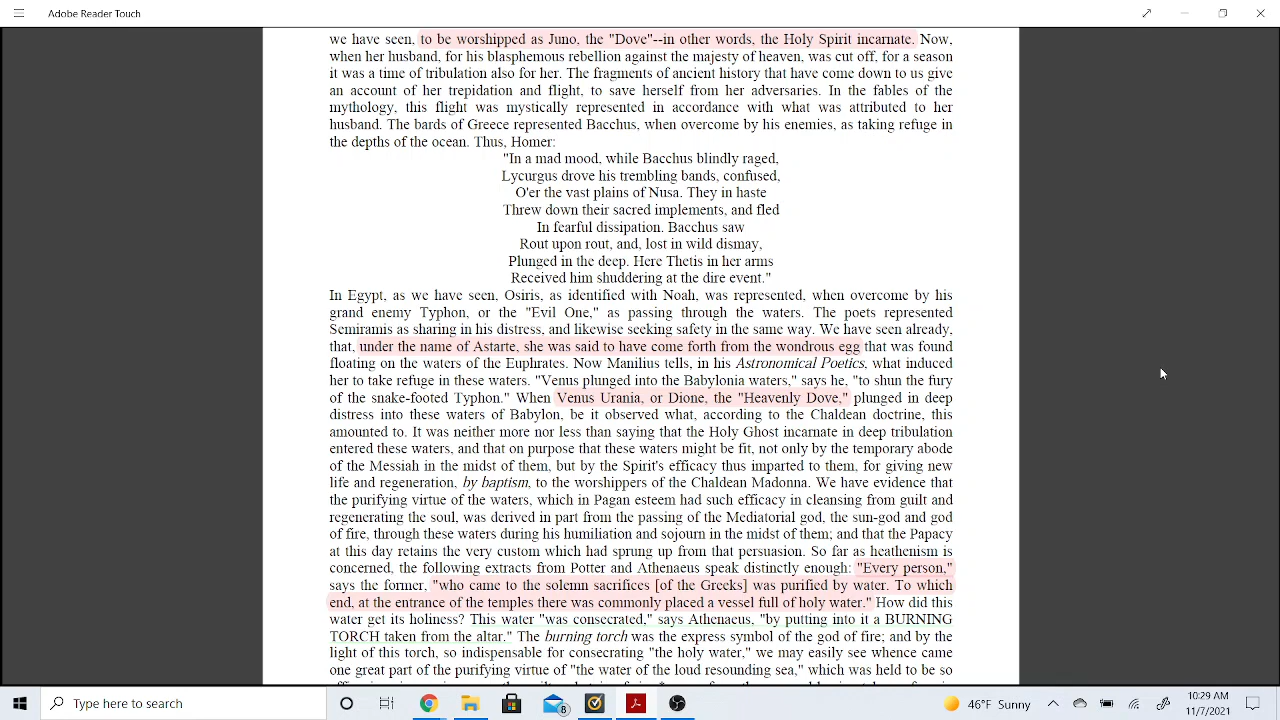 Adobe Reader Touch
we have seen, to be worshipped as Juno, the "Dove"--in other words, the Holy Spirit incarnate. Now,
when her husband, for his blasphemous rebellion against the majesty of heaven, was cut off, for a season
it was a time of tribulation also for her. The fragments of ancient history that have come down to us give
an account of her trepidation and flight, to save herself from her adversaries. In the fables of the
mythology, this flight was mystically represented in accordance with what was attributed to her
husband. The bards of Greece represented Bacchus, when overcome by his enemies, as taking refuge in
the depths of the ocean. Thus, Homer:
"In a mad mood, while Bacchus blindly raged,
Lycurgus drove his trembling bands, confused,
O'er the vast plains of Nusa. They in haste
Threw down their sacred implements, and fled
In fearful dissipation. Bacchus saw
Rout upon rout, and, lost in wild dismay,
Plunged in the deep. Here Thetis in her arms
Received him shuddering at the dire event."
In Egypt, as we have seen, Osiris, as identified with Noah, was represented, when overcome by his
grand enemy Typhon, or the "Evil One," as passing through the waters. The poets represented
Semiramis as sharing in his distress, and likewise seeking safety in the same way. We have seen already,
that, under the name of Astarte, she was said to have come forth from the wondrous egg that was found
floating on the waters of the Euphrates. Now Manilius tells, in his Astronomical Poetics, what induced
her to take refuge in these waters. "Venus plunged into the Babylonia waters," says he, "to shun the fury
of the snake-footed Typhon." When Venus Urania, or Dione, the "Heavenly Dove," plunged in deep
distress into these waters of Babylon, be it observed what, according to the Chaldean doctrine, this
amounted to. It was neither more nor less than saying that the Holy Ghost incarnate in deep tribulation
entered these waters, and that on purpose that these waters might be fit, not only by the temporary abode
of the Messiah in the midst of them, but by the Spirit's efficacy thus imparted to them, for giving new
life and regeneration, by baptism, to the worshippers of the Chaldean Madonna. We have evidence that
the purifying virtue of the waters, which in Pagan esteem had such efficacy in cleansing from guilt and
regenerating the soul, was derived in part from the passing of the Mediatorial god, the sun-god and god
of fire, through these waters during his humiliation and sojourn in the midst of them; and that the Papacy
at this day retains the very custom which had sprung up from that persuasion. So far as heathenism is
concerned, the following extracts from Potter and Athenaeus speak distinctly enough: "Every person,"
says the former, "who came to the solemn sacrifices [of the Greeks] was purified by water. To which
end, at the entrance of the temples there was commonly placed a vessel full of holy water." How did this
water get its holiness? This water "was consecrated," says Athenaeus, "by putting into it a BURNING
TORCH taken from the altar." The burning torch was the express symbol of the god of fire; and by the
light of this torch, so indispensable for consecrating "the holy water," we may easily see whence came
one great part of the purifying virtue of "the water of the loud resounding sea," which was held to be so
Type here to search
8
46°F Sunny
10:29 AM
11/7/2021